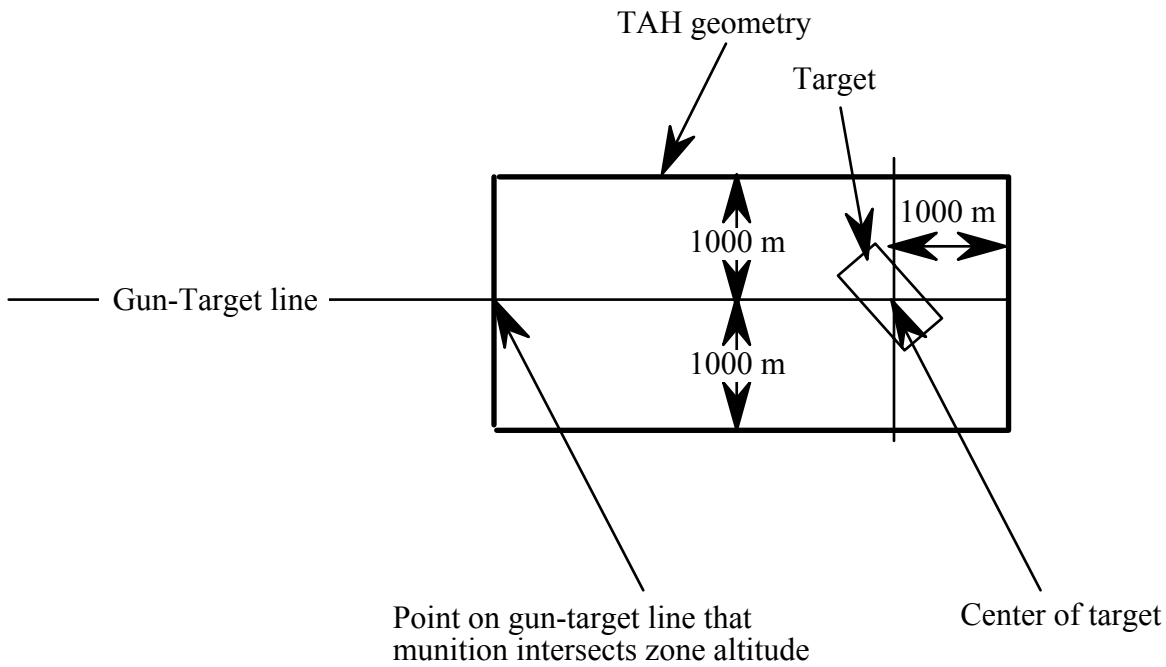 TAH geometry
Target
1000 m
1000 m
Gun-Target line
1000 m
Point on gun-target line that
munition intersects zone altitude
Center of target